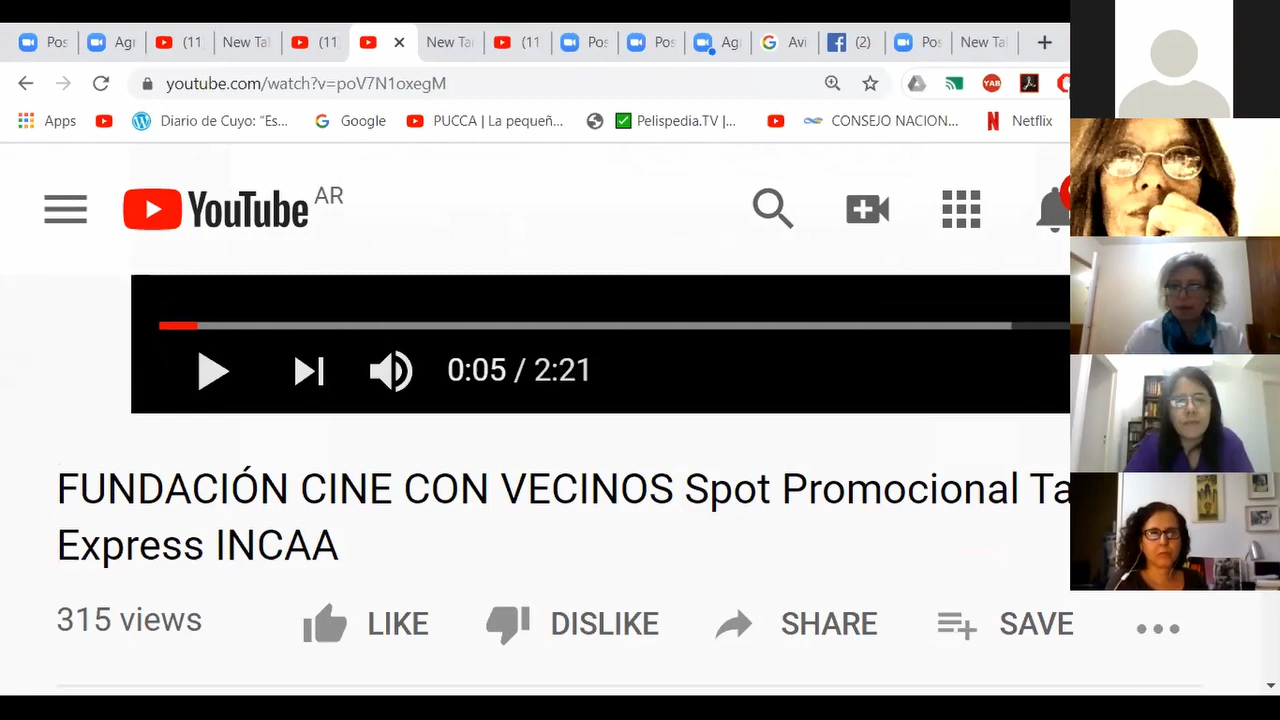 Pos
Agr
(11
New Tab
(11
New Tab
(11
Pos
Pos
Ag
Avi
(2)
Pos
New Tab
youtube.com/watch?v=poV7N1oxegM
YAB
Apps
Diario de Cuyo: “Es...
Google
PUCCA | La pequeñ...
Pelispedia.TV |...
CONSEJO NACION...
Netflix
YouTube AR
0:05 / 2:21
FUNDACIÓN CINE CON VECINOS Spot Promocional Ta
Express INCAA
315 views
LIKE
DISLIKE
SHARE
SAVE